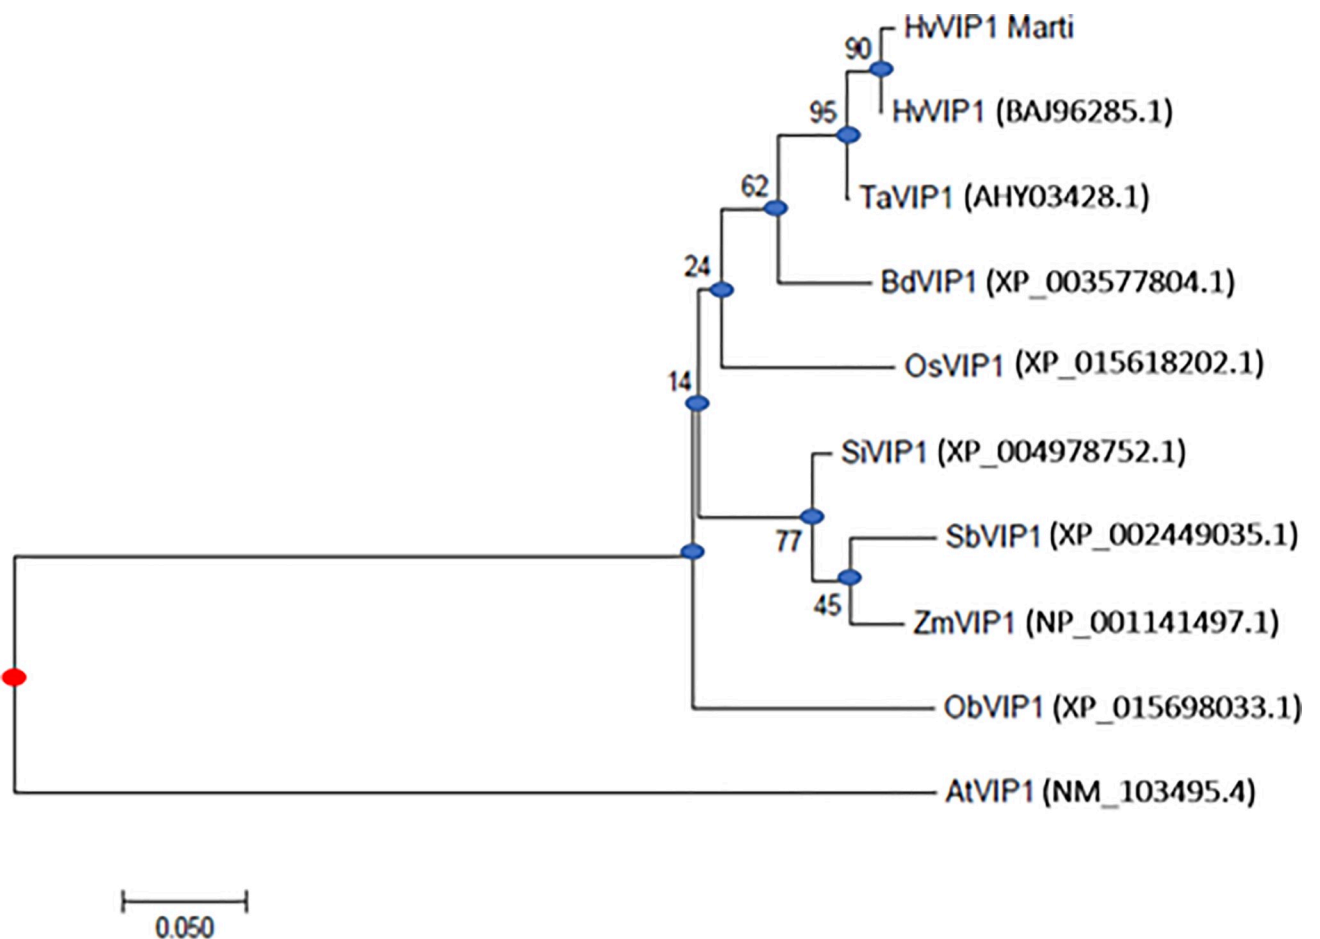 HvVIP1 Marti
90
HvVIP1 (BAJ96285.1)
95
TaVIP1 (AHY03428.1)
62
BdVIP1 (XP_003577804.1)
24
OsVIP1 (XP_015618202.1)
14
SiVIP1 (XP_004978752.1)
SbVIP1 (XP_002449035.1)
77
45
ZmVIP1 (NP_001141497.1)
ObVIP1 (XP_015698033.1)
AtVIP1 (NM_103495.4)
0.050